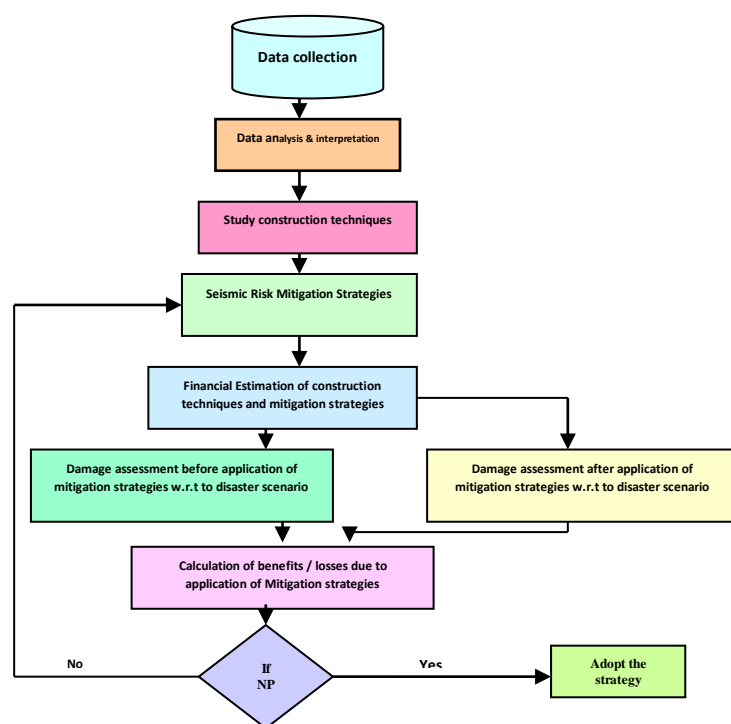 Data collection
Data analysis & interpretation
Study construction techniques
Seismic Risk Mitigation Strategies
Financial Estimation of construction
techniques and mitigation strategies
Damage assessment before application of
mitigation strategies w.r.t to disaster scenario
Damage assessment after application of
mitigation strategies w.r.t to disaster scenario
Calculation of benefits / losses due to
application of Mitigation strategies
No
If
NP
Yes
Adopt the
strategy